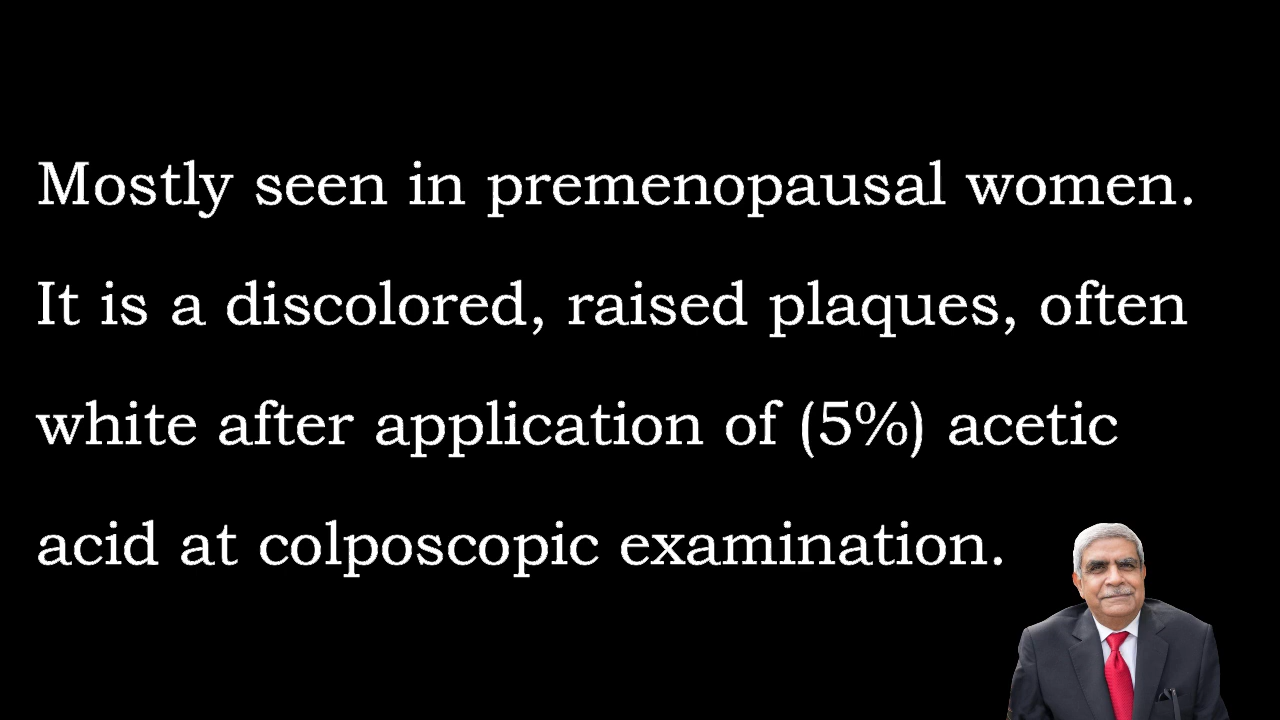 Mostly seen in premenopausal women.
It is a discolored, raised plaques, often
white after application of (5%) acetic
acid at colposcopic examination.